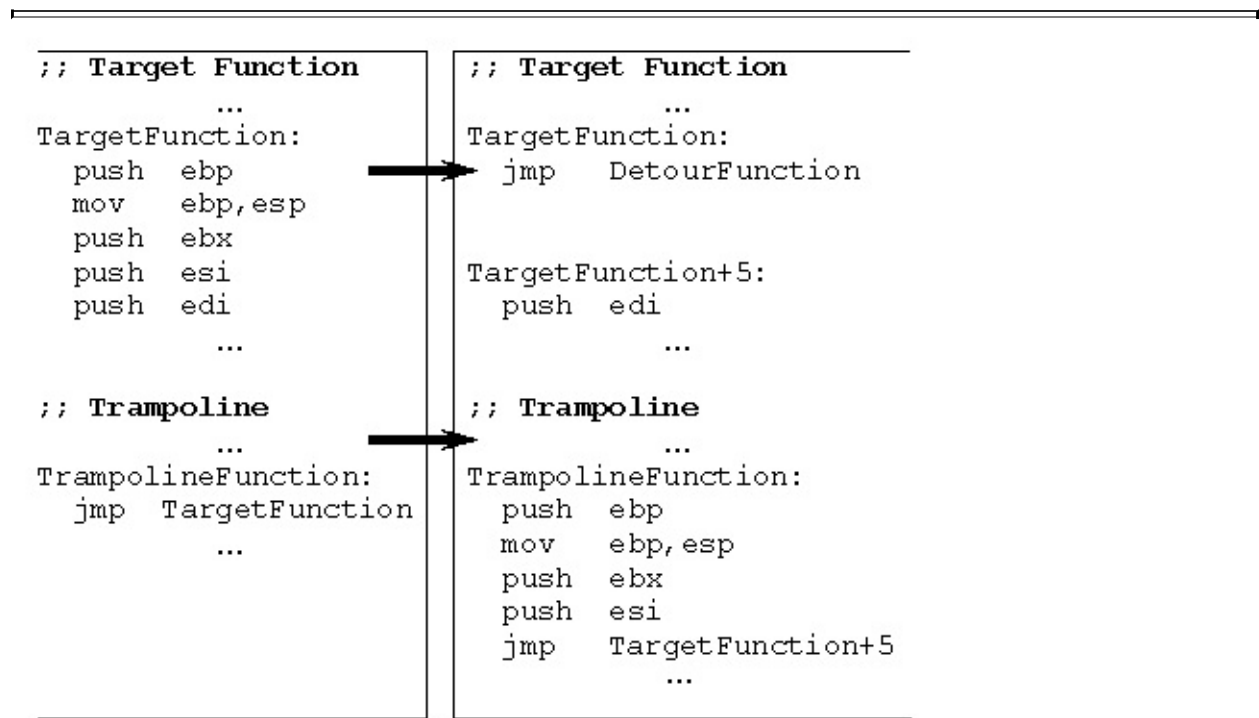 ;; Target Function
...
TargetFunction:
push ebp
mov ebp,esp
push ebx
push esi
push edi
...
;; Trampoline
...
TrampolineFunction:
jmp TargetFunction
...
;; Target Function
...
TargetFunction:
jmp DetourFunction
TargetFunction+5:
push edi
...
;; Trampoline
...
TrampolineFunction:
push ebp
mov ebp,esp
push ebx
push esi
jmp TargetFunction+5
...